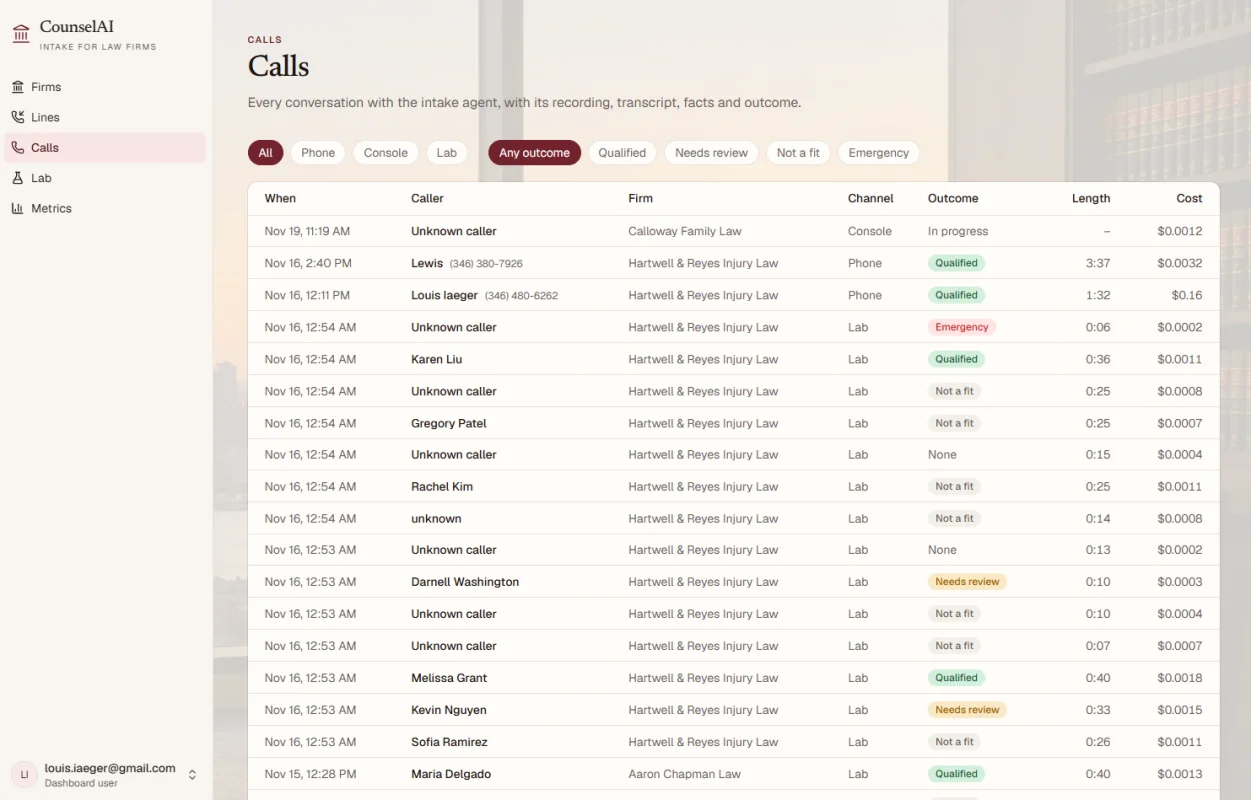 CounselAI
INTAKE FOR LAW FIRMS
Firms
Lines
Calls
Lab
Metrics
LI
louis.iaeger@gmail.com
Dashboard user
CALLS
Calls
Every conversation with the intake agent, with its recording, transcript, facts and outcome.
All Phone Console Lab Any outcome Qualified Needs review Not a fit Emergency
When Caller Firm Channel Outcome Length Cost
Nov 19, 11:19 AM Unknown caller Calloway Family Law Console In progress – $0.0012
Nov 16, 2:40 PM Lewis (346) 380-7926 Hartwell & Reyes Injury Law Phone Qualified 3:37 $0.0032
Nov 16, 12:11 PM Louis Iaeger (346) 480-6262 Hartwell & Reyes Injury Law Phone Qualified 1:32 $0.16
Nov 16, 12:54 AM Unknown caller Hartwell & Reyes Injury Law Lab Emergency 0:06 $0.0002
Nov 16, 12:54 AM Karen Liu Hartwell & Reyes Injury Law Lab Qualified 0:36 $0.0011
Nov 16, 12:54 AM Unknown caller Hartwell & Reyes Injury Law Lab Not a fit 0:25 $0.0008
Nov 16, 12:54 AM Gregory Patel Hartwell & Reyes Injury Law Lab Not a fit 0:25 $0.0007
Nov 16, 12:54 AM Unknown caller Hartwell & Reyes Injury Law Lab None 0:15 $0.0004
Nov 16, 12:54 AM Rachel Kim Hartwell & Reyes Injury Law Lab Not a fit 0:25 $0.0011
Nov 16, 12:54 AM unknown Hartwell & Reyes Injury Law Lab Not a fit 0:14 $0.0008
Nov 16, 12:53 AM Unknown caller Hartwell & Reyes Injury Law Lab None 0:13 $0.0002
Nov 16, 12:53 AM Darnell Washington Hartwell & Reyes Injury Law Lab Needs review 0:10 $0.0003
Nov 16, 12:53 AM Unknown caller Hartwell & Reyes Injury Law Lab Not a fit 0:10 $0.0004
Nov 16, 12:53 AM Unknown caller Hartwell & Reyes Injury Law Lab Not a fit 0:07 $0.0007
Nov 16, 12:53 AM Melissa Grant Hartwell & Reyes Injury Law Lab Qualified 0:40 $0.0018
Nov 16, 12:53 AM Kevin Nguyen Hartwell & Reyes Injury Law Lab Needs review 0:33 $0.0015
Nov 16, 12:53 AM Sofia Ramirez Hartwell & Reyes Injury Law Lab Not a fit 0:26 $0.0011
Nov 15, 12:28 PM Maria Delgado Aaron Chapman Law Lab Qualified 0:40 $0.0013